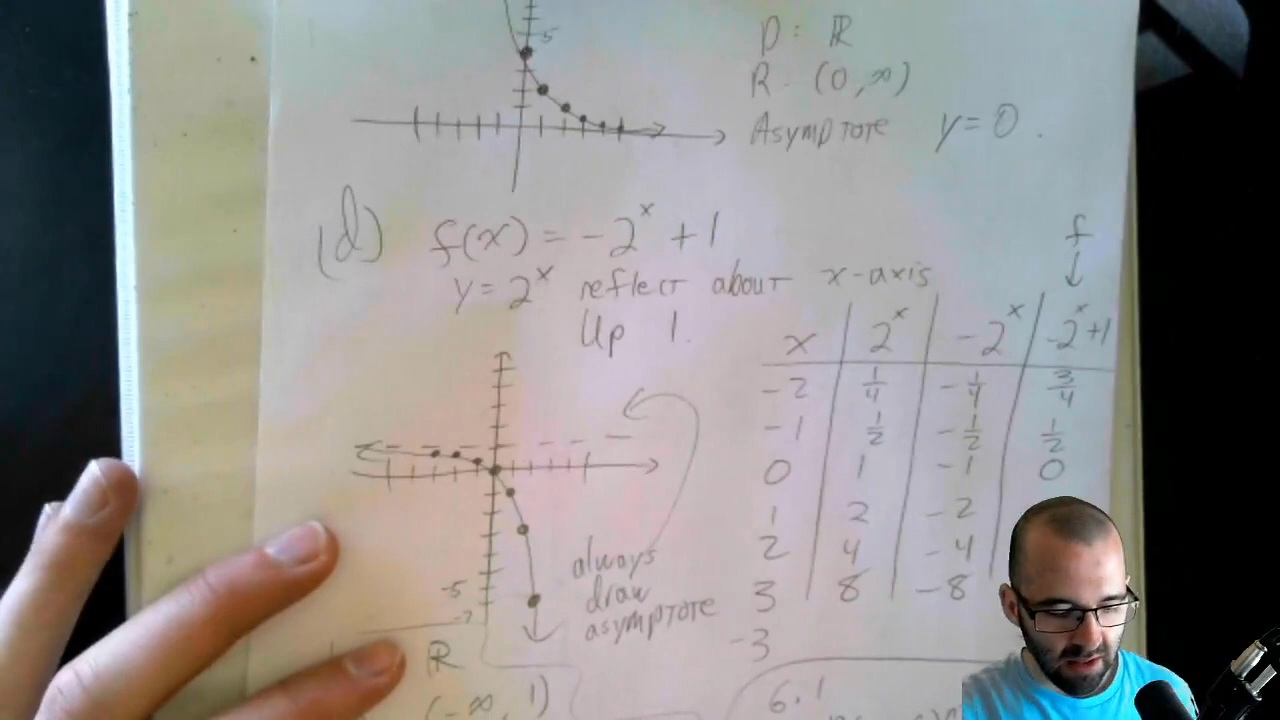 5
D: ℝ
R - (0, ∞)
Asymptote y = 0.
(d) f(x) = -2^x + 1
y = 2^x reflect about x-axis
Up 1.
f
↓
x | 2^x | -2^x | -2^x +1
-2 | 1/4 | -1/4 | 3/4
-1 | 1/2 | -1/2 | 1/2
0 | 1 | -1 | 0
1 | 2 | -2
2 | 4 | -4
3 | 8 | -8
-3
always
draw
asymptote
-5
-7
R
(-∞, 1)
6.1